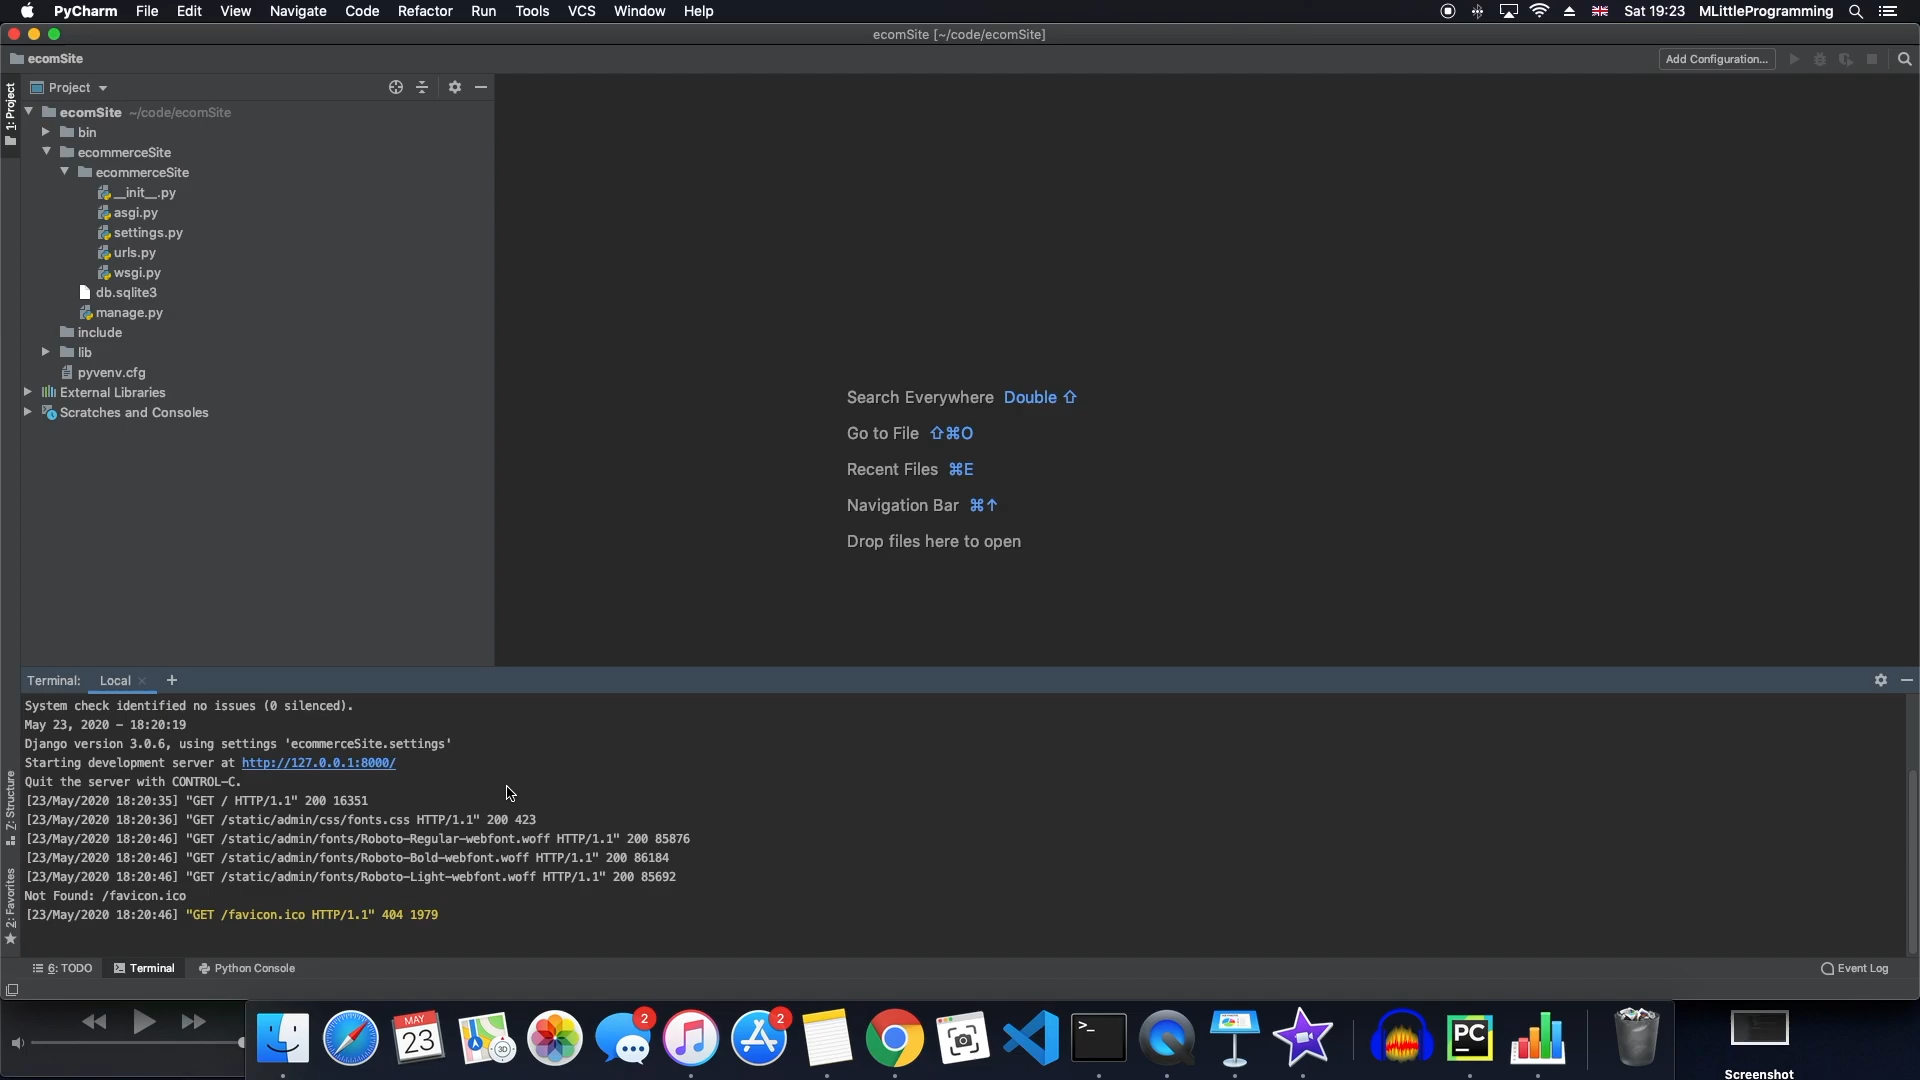 PyCharm File Edit View Navigate Code Refactor Run Tools VCS Window Help Sat 19:23 MLittleProgramming
ecomSite [~/code/ecomSite]
ecomSite Add Configuration...
1: Project
Project
ecomSite ~/code/ecomSite
bin
ecommerceSite
ecommerceSite
__init__.py
asgi.py
settings.py
urls.py
wsgi.py
db.sqlite3
manage.py
include
lib
pyvenv.cfg
External Libraries
Scratches and Consoles
Search Everywhere Double ⇧
Go to File ⇧⌘O
Recent Files ⌘E
Navigation Bar ⌘↑
Drop files here to open
Terminal: Local × +
System check identified no issues (0 silenced).
May 23, 2020 - 18:20:19
Django version 3.0.6, using settings 'ecommerceSite.settings'
Starting development server at http://127.0.0.1:8000/
Quit the server with CONTROL-C.
[23/May/2020 18:20:35] "GET / HTTP/1.1" 200 16351
[23/May/2020 18:20:36] "GET /static/admin/css/fonts.css HTTP/1.1" 200 423
[23/May/2020 18:20:46] "GET /static/admin/fonts/Roboto-Regular-webfont.woff HTTP/1.1" 200 85876
[23/May/2020 18:20:46] "GET /static/admin/fonts/Roboto-Bold-webfont.woff HTTP/1.1" 200 86184
[23/May/2020 18:20:46] "GET /static/admin/fonts/Roboto-Light-webfont.woff HTTP/1.1" 200 85692
Not Found: /favicon.ico
[23/May/2020 18:20:46] "GET /favicon.ico HTTP/1.1" 404 1979
Z: Structure
2: Favorites
6: TODO Terminal Python Console Event Log
MAY
23
3D
2
2
>_
PC
Screenshot